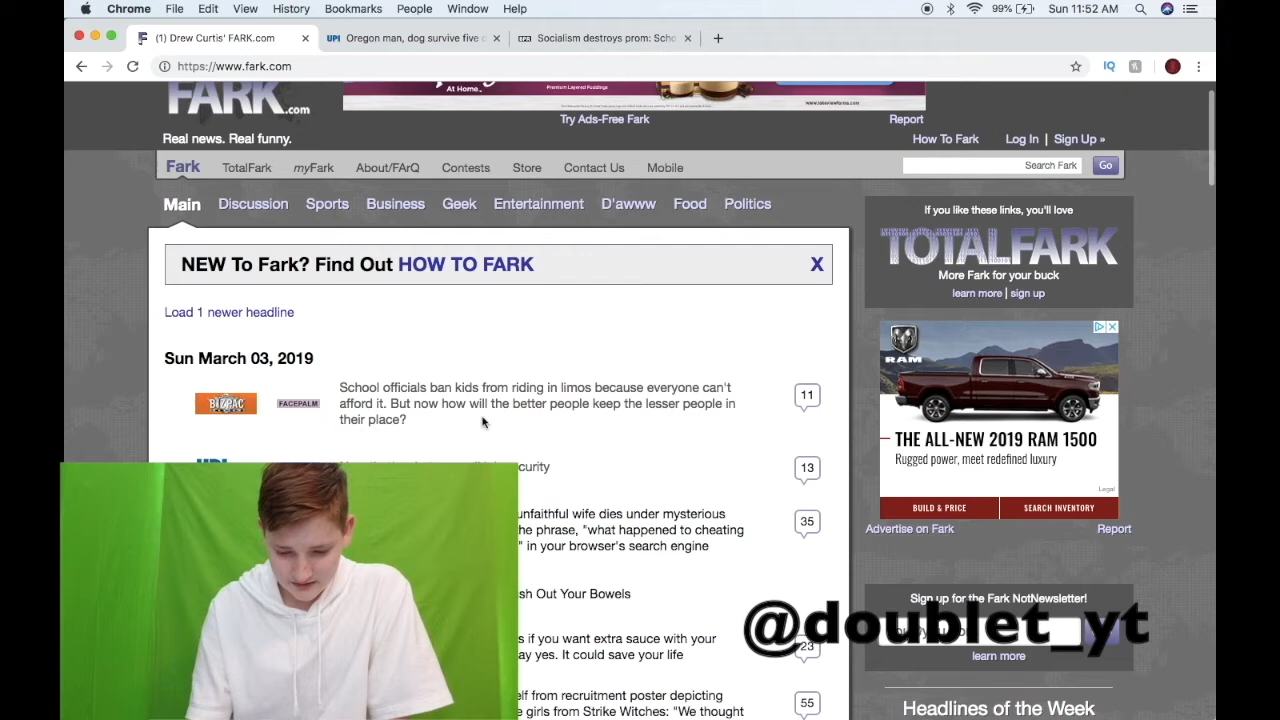 Chrome File Edit View History Bookmarks People Window Help
99% Sun 11:52 AM
(1) Drew Curtis' FARK.com
UPI Oregon man, dog survive five
Socialism destroys prom: Scho
https://www.fark.com
IQ
FARK.com
Real news. Real funny.
At Home
Premium Layered Puddings
Try Ads-Free Fark
Report
How To Fark Log In | Sign Up »
Fark TotalFark myFark About/FArQ Contests Store Contact Us Mobile
Search Fark Go
Main Discussion Sports Business Geek Entertainment D'awww Food Politics
NEW To Fark? Find Out HOW TO FARK X
Load 1 newer headline
Sun March 03, 2019
FACEPALM
School officials ban kids from riding in limos because everyone can't
afford it. But now how will the better people keep the lesser people in
their place?
11
13
unfaithful wife dies under mysterious
he phrase, "what happened to cheating
" in your browser's search engine
35
sh Out Your Bowels
s if you want extra sauce with your
ay yes. It could save your life
23
elf from recruitment poster depicting
e girls from Strike Witches: "We thought
55
If you like these links, you'll love
TOTALFARK
More Fark for your buck
learn more | sign up
RAM
THE ALL-NEW 2019 RAM 1500
Rugged power, meet redefined luxury
Legal
BUILD & PRICE SEARCH INVENTORY
Advertise on Fark
Report
Sign up for the Fark NotNewsletter!
@doublet_yt
learn more
Headlines of the Week